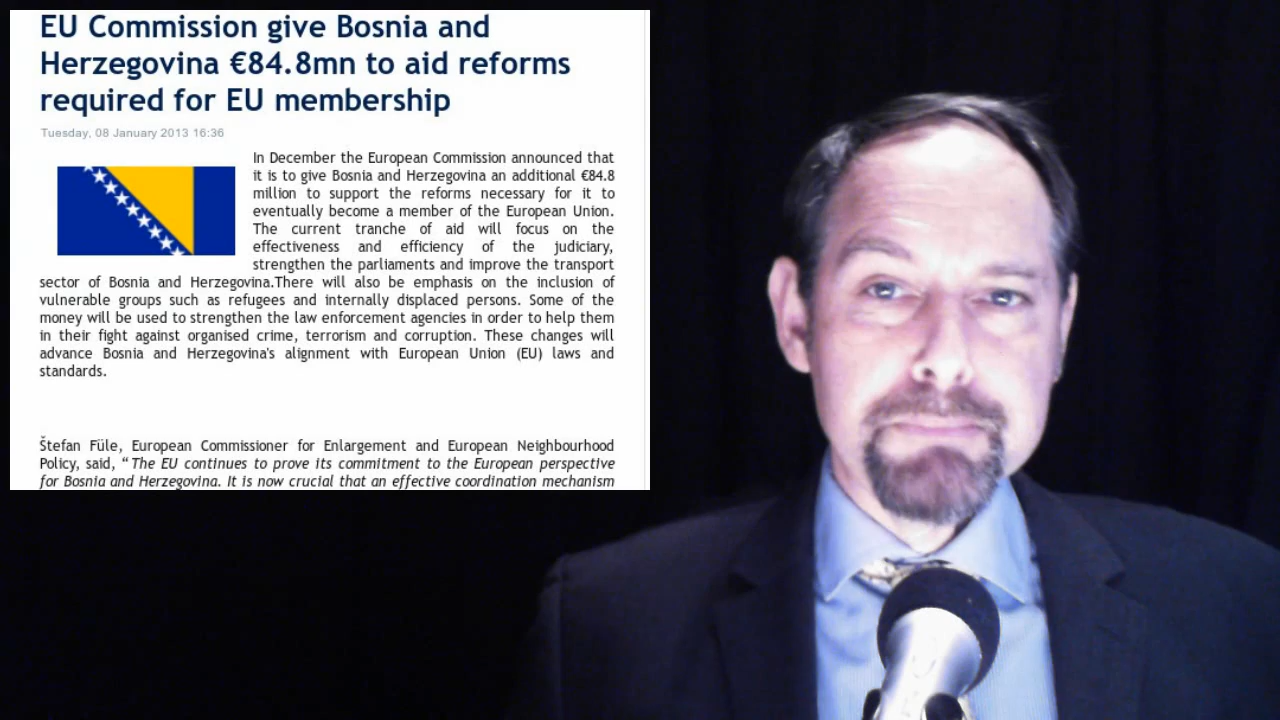 EU Commission give Bosnia and
Herzegovina €84.8mn to aid reforms
required for EU membership
Tuesday, 08 January 2013 16:36
In December the European Commission announced that
it is to give Bosnia and Herzegovina an additional €84.8
million to support the reforms necessary for it to
eventually become a member of the European Union.
The current tranche of aid will focus on the
effectiveness and efficiency of the judiciary,
strengthen the parliaments and improve the transport
sector of Bosnia and Herzegovina.There will also be emphasis on the inclusion of
vulnerable groups such as refugees and internally displaced persons. Some of the
money will be used to strengthen the law enforcement agencies in order to help them
in their fight against organised crime, terrorism and corruption. These changes will
advance Bosnia and Herzegovina's alignment with European Union (EU) laws and
standards.
Štefan Füle, European Commissioner for Enlargement and European Neighbourhood
Policy, said, “The EU continues to prove its commitment to the European perspective
for Bosnia and Herzegovina. It is now crucial that an effective coordination mechanism